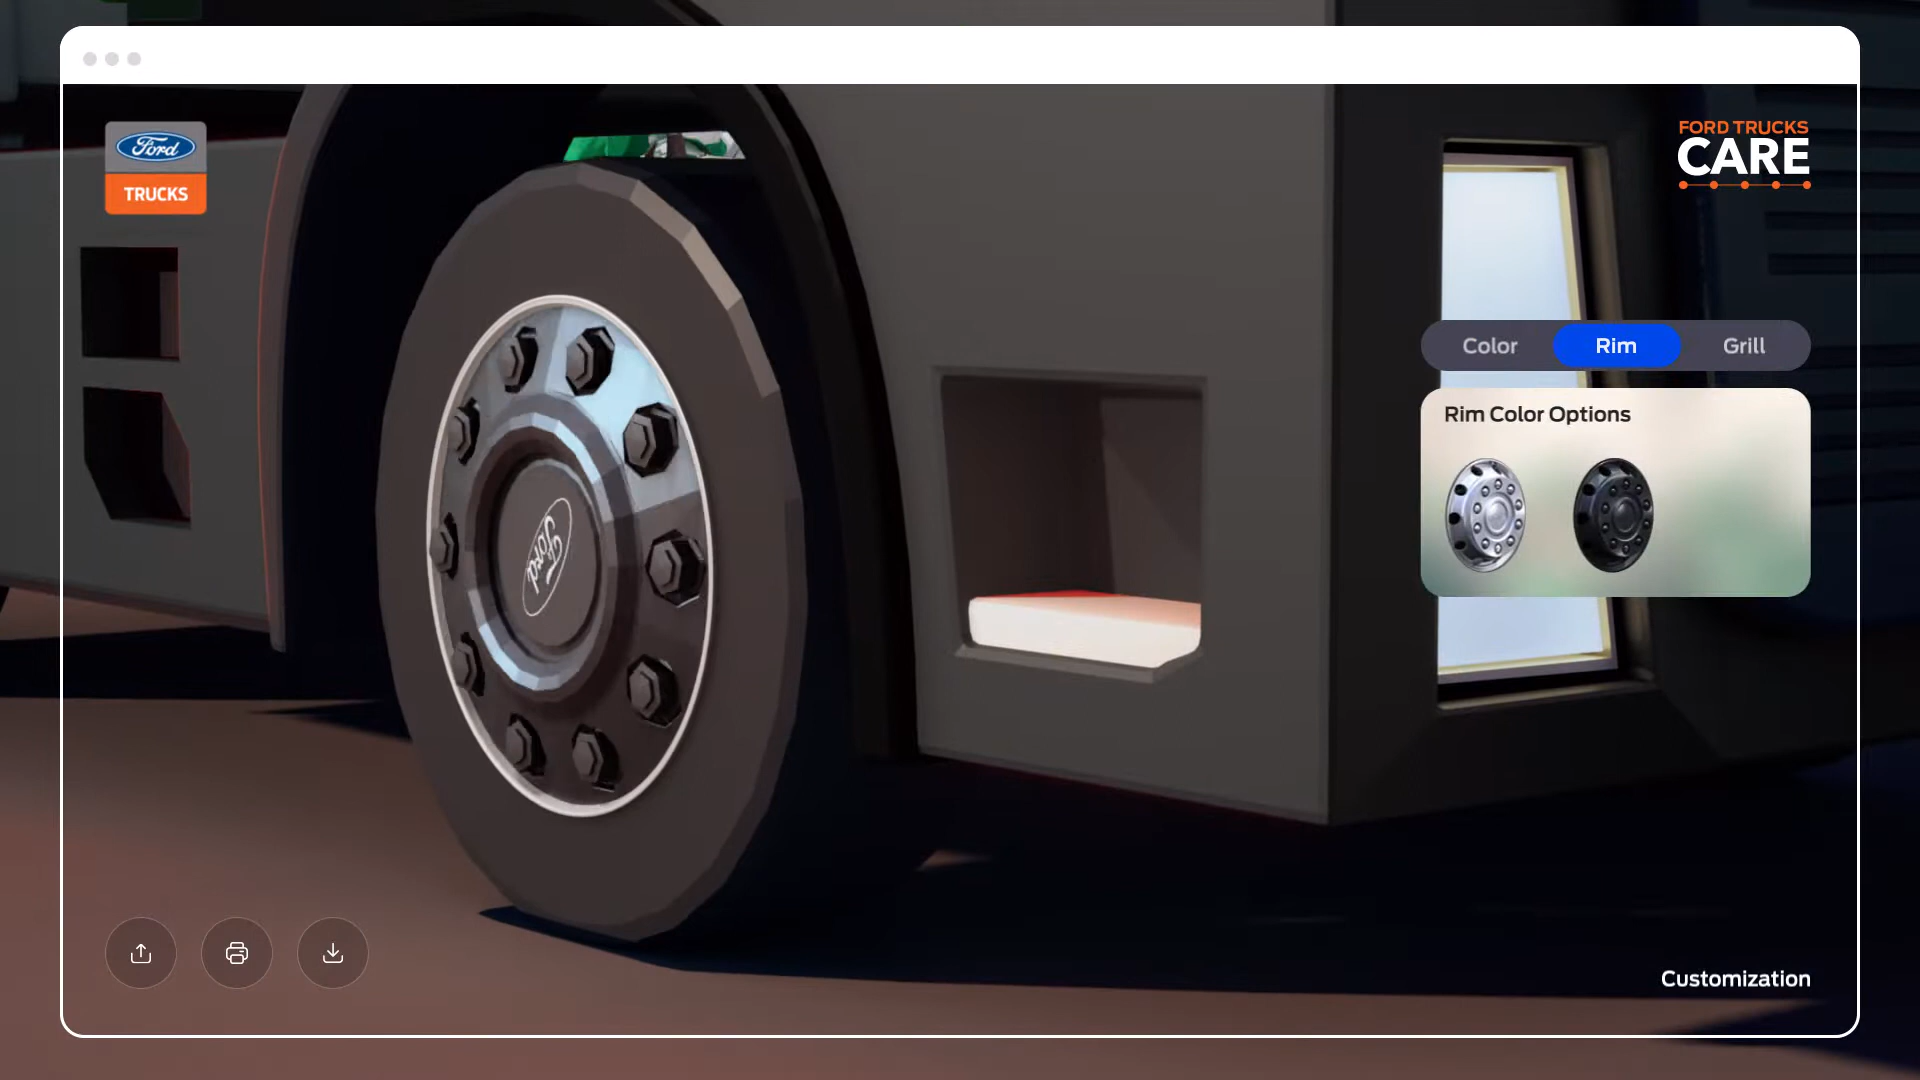 Ford
TRUCKS
FORD TRUCKS
CARE
Color
Rim
Grill
Rim Color Options
Ford
Customization